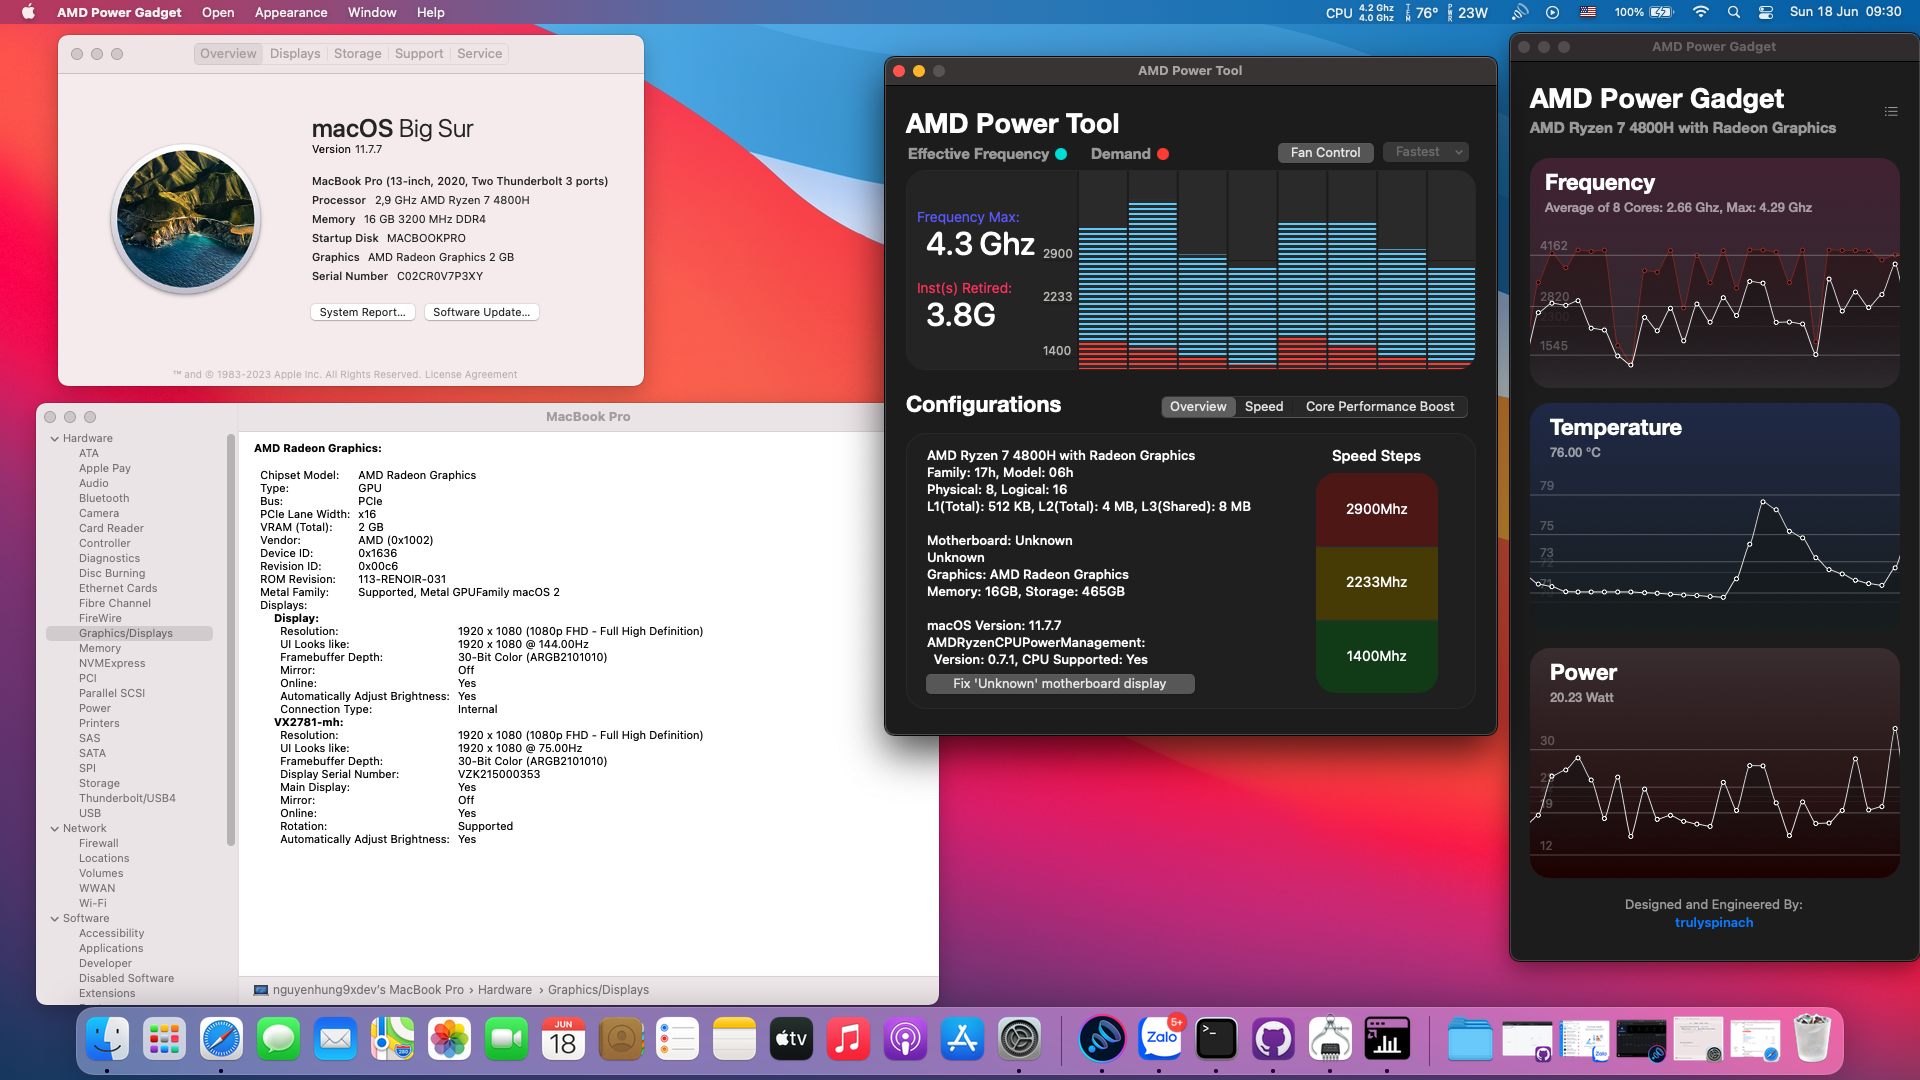 AMD Power Gadget Open Appearance Window Help
CPU 4.2 Ghz 4.0 Ghz TEM 76° PWR 23W 100% Sun 18 Jun 09:30
Overview Displays Storage Support Service
macOS Big Sur
Version 11.7.7
MacBook Pro (13-inch, 2020, Two Thunderbolt 3 ports)
Processor 2,9 GHz AMD Ryzen 7 4800H
Memory 16 GB 3200 MHz DDR4
Startup Disk MACBOOKPRO
Graphics AMD Radeon Graphics 2 GB
Serial Number C02CR0V7P3XY
System Report... Software Update...
™ and © 1983-2023 Apple Inc. All Rights Reserved. License Agreement
MacBook Pro
Hardware
ATA
Apple Pay
Audio
Bluetooth
Camera
Card Reader
Controller
Diagnostics
Disc Burning
Ethernet Cards
Fibre Channel
FireWire
Graphics/Displays
Memory
NVMExpress
PCI
Parallel SCSI
Power
Printers
SAS
SATA
SPI
Storage
Thunderbolt/USB4
USB
Network
Firewall
Locations
Volumes
WWAN
Wi-Fi
Software
Accessibility
Applications
Developer
Disabled Software
Extensions
AMD Radeon Graphics:
Chipset Model: AMD Radeon Graphics
Type: GPU
Bus: PCIe
PCIe Lane Width: x16
VRAM (Total): 2 GB
Vendor: AMD (0x1002)
Device ID: 0x1636
Revision ID: 0x00c6
ROM Revision: 113-RENOIR-031
Metal Family: Supported, Metal GPUFamily macOS 2
Displays:
Display:
Resolution: 1920 x 1080 (1080p FHD - Full High Definition)
UI Looks like: 1920 x 1080 @ 144.00Hz
Framebuffer Depth: 30-Bit Color (ARGB2101010)
Mirror: Off
Online: Yes
Automatically Adjust Brightness: Yes
Connection Type: Internal
VX2781-mh:
Resolution: 1920 x 1080 (1080p FHD - Full High Definition)
UI Looks like: 1920 x 1080 @ 75.00Hz
Framebuffer Depth: 30-Bit Color (ARGB2101010)
Display Serial Number: VZK215000353
Main Display: Yes
Mirror: Off
Online: Yes
Rotation: Supported
Automatically Adjust Brightness: Yes
nguyenhung9xdev's MacBook Pro › Hardware › Graphics/Displays
AMD Power Tool
AMD Power Tool
Effective Frequency Demand Fan Control Fastest
Frequency Max:
4.3 Ghz
Inst(s) Retired:
3.8G
2900
2233
1400
Configurations
Overview Speed Core Performance Boost
AMD Ryzen 7 4800H with Radeon Graphics
Family: 17h, Model: 06h
Physical: 8, Logical: 16
L1(Total): 512 KB, L2(Total): 4 MB, L3(Shared): 8 MB
Motherboard: Unknown
Unknown
Graphics: AMD Radeon Graphics
Memory: 16GB, Storage: 465GB
macOS Version: 11.7.7
AMDRyzenCPUPowerManagement:
Version: 0.7.1, CPU Supported: Yes
Fix 'Unknown' motherboard display
Speed Steps
2900Mhz
2233Mhz
1400Mhz
AMD Power Gadget
AMD Power Gadget
AMD Ryzen 7 4800H with Radeon Graphics
Frequency
Average of 8 Cores: 2.66 Ghz, Max: 4.29 Ghz
4162
2820
2300
1545
Temperature
76.00 °C
79
75
73
72
71
Power
20.23 Watt
30
19
12
Designed and Engineered By:
trulyspinach
JUN
18
280
tv
Zalo
5+
>_